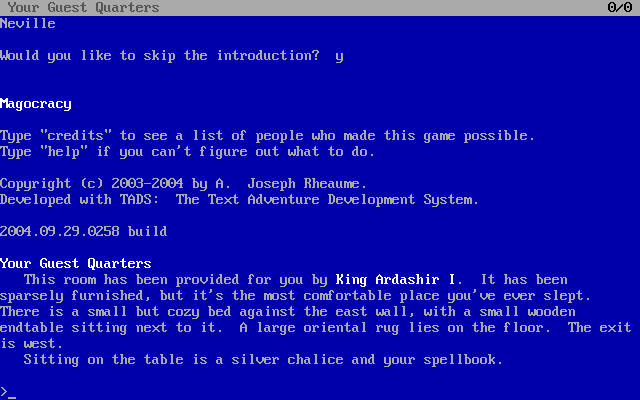 Your Guest Quarters 0/0
Neville
Would you like to skip the introduction?  y
Magocracy
Type "credits" to see a list of people who made this game possible.
Type "help" if you can't figure out what to do.
Copyright (c) 2003-2004 by A.  Joseph Rheaume.
Developed with TADS:  The Text Adventure Development System.
2004.09.29.0258 build
Your Guest Quarters
This room has been provided for you by King Ardashir I.  It has been
sparsely furnished, but it's the most comfortable place you've ever slept.
There is a small but cozy bed against the east wall, with a small wooden
endtable sitting next to it.  A large oriental rug lies on the floor.  The exit
is west.
Sitting on the table is a silver chalice and your spellbook.
>_